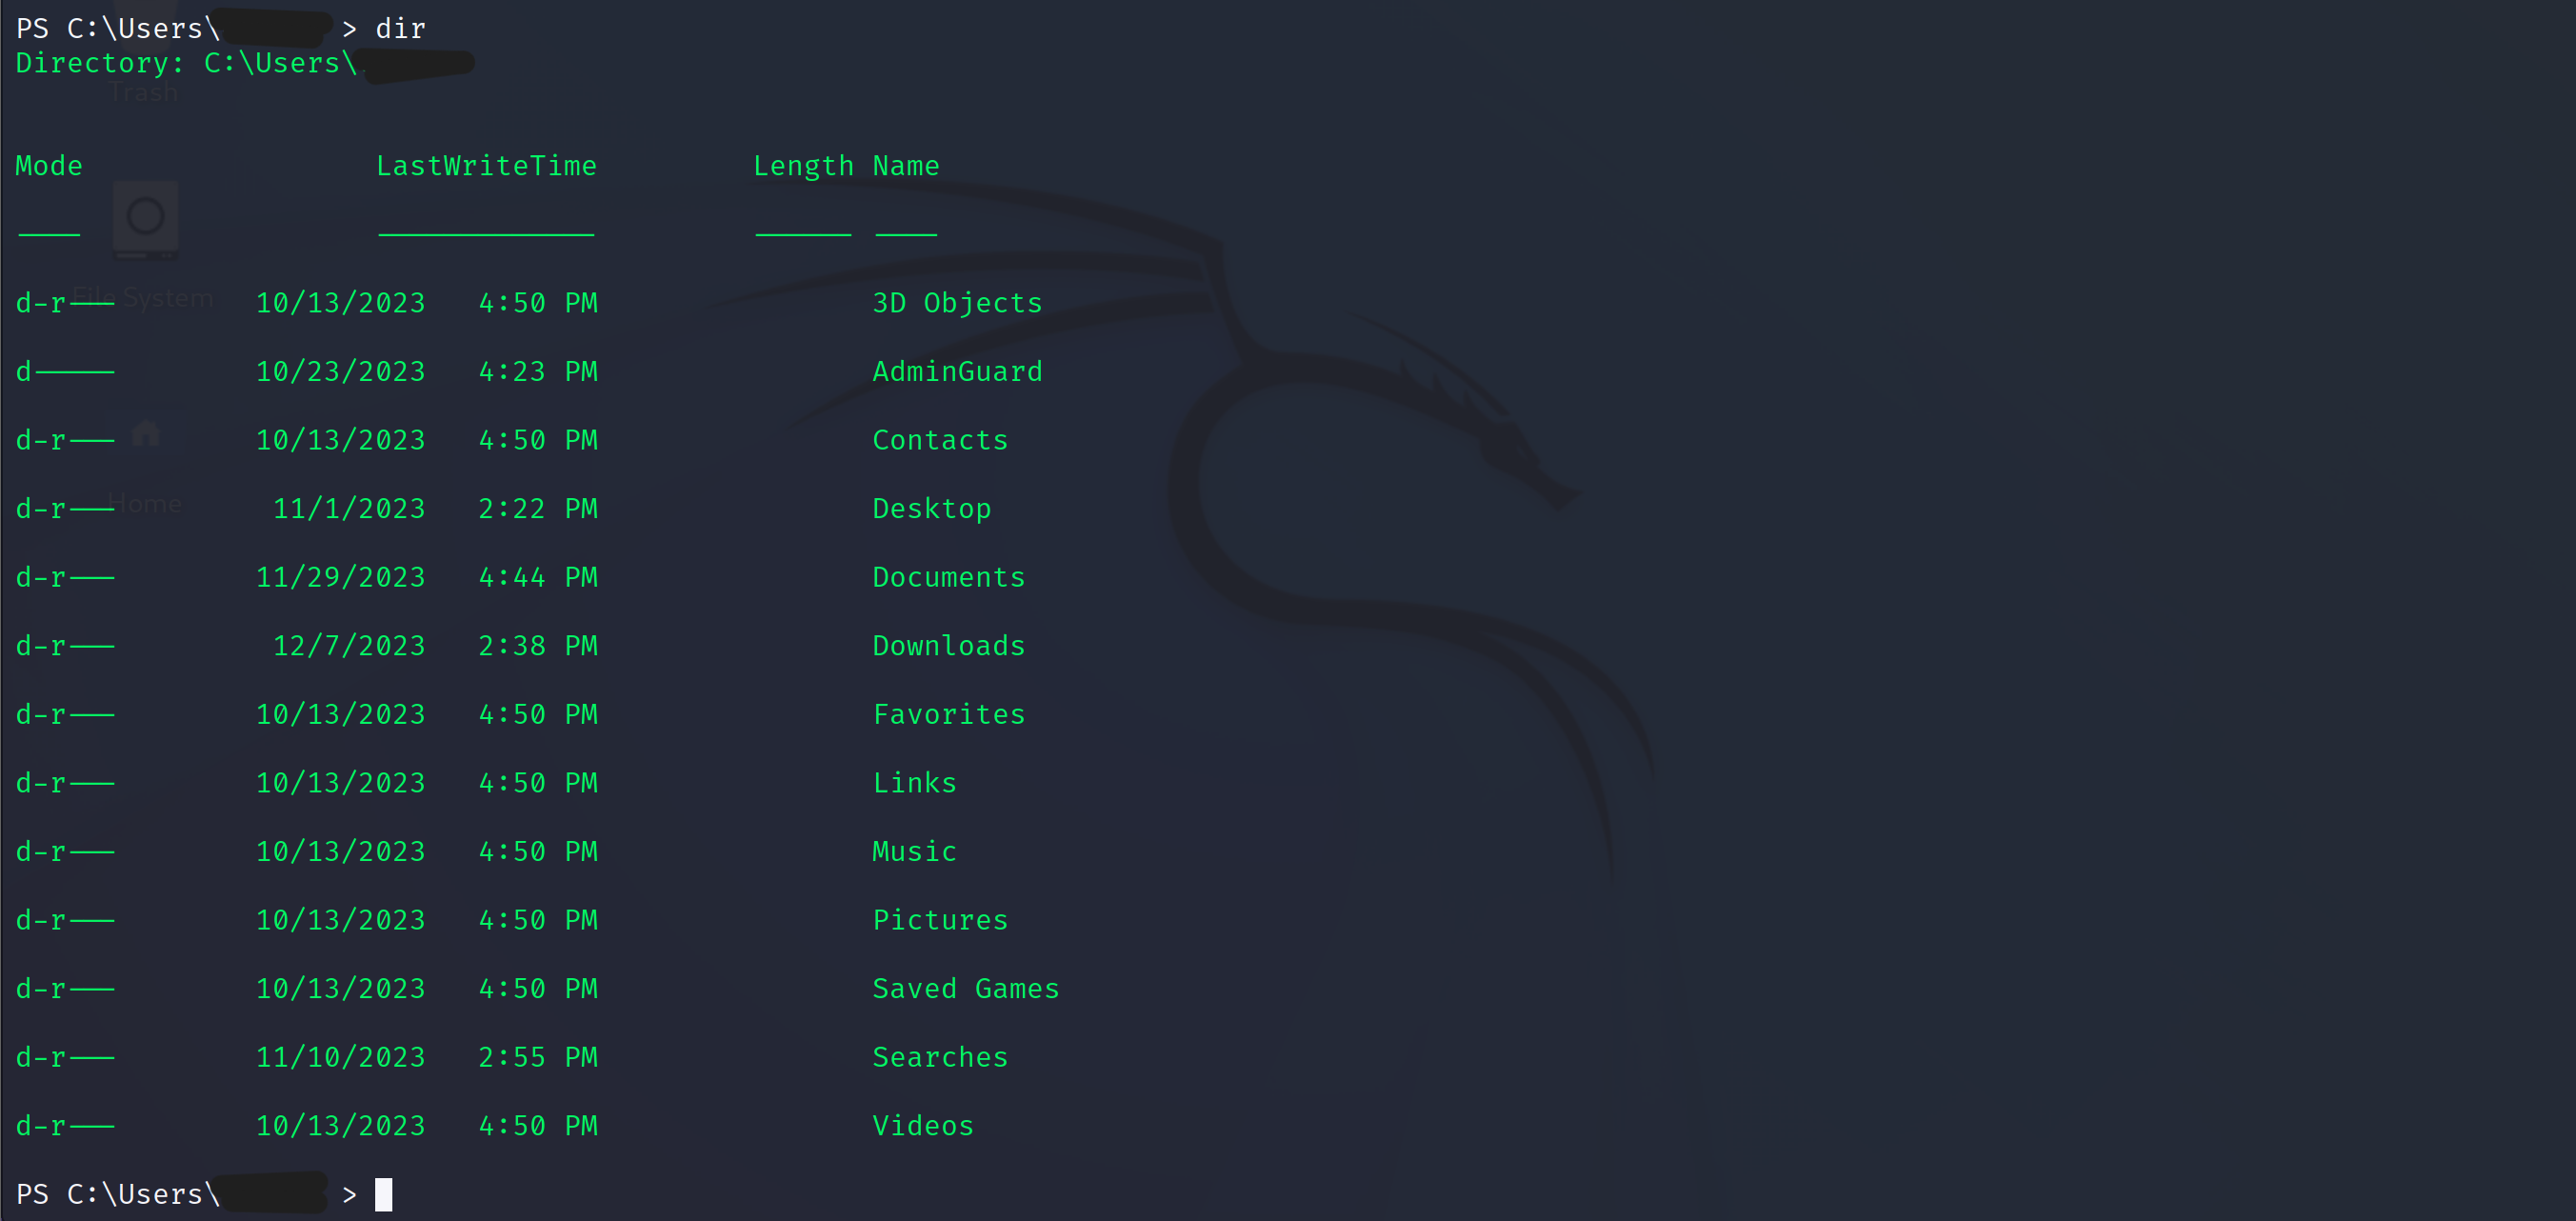 PS C:\Users\ > dir
Directory: C:\Users\
Trash
Mode LastWriteTime Length Name
---- ------------- ------ ----
File System
d-r--- 10/13/2023 4:50 PM 3D Objects
d----- 10/23/2023 4:23 PM AdminGuard
d-r--- 10/13/2023 4:50 PM Contacts
Home
d-r--- 11/1/2023 2:22 PM Desktop
d-r--- 11/29/2023 4:44 PM Documents
d-r--- 12/7/2023 2:38 PM Downloads
d-r--- 10/13/2023 4:50 PM Favorites
d-r--- 10/13/2023 4:50 PM Links
d-r--- 10/13/2023 4:50 PM Music
d-r--- 10/13/2023 4:50 PM Pictures
d-r--- 10/13/2023 4:50 PM Saved Games
d-r--- 11/10/2023 2:55 PM Searches
d-r--- 10/13/2023 4:50 PM Videos
PS C:\Users\ >